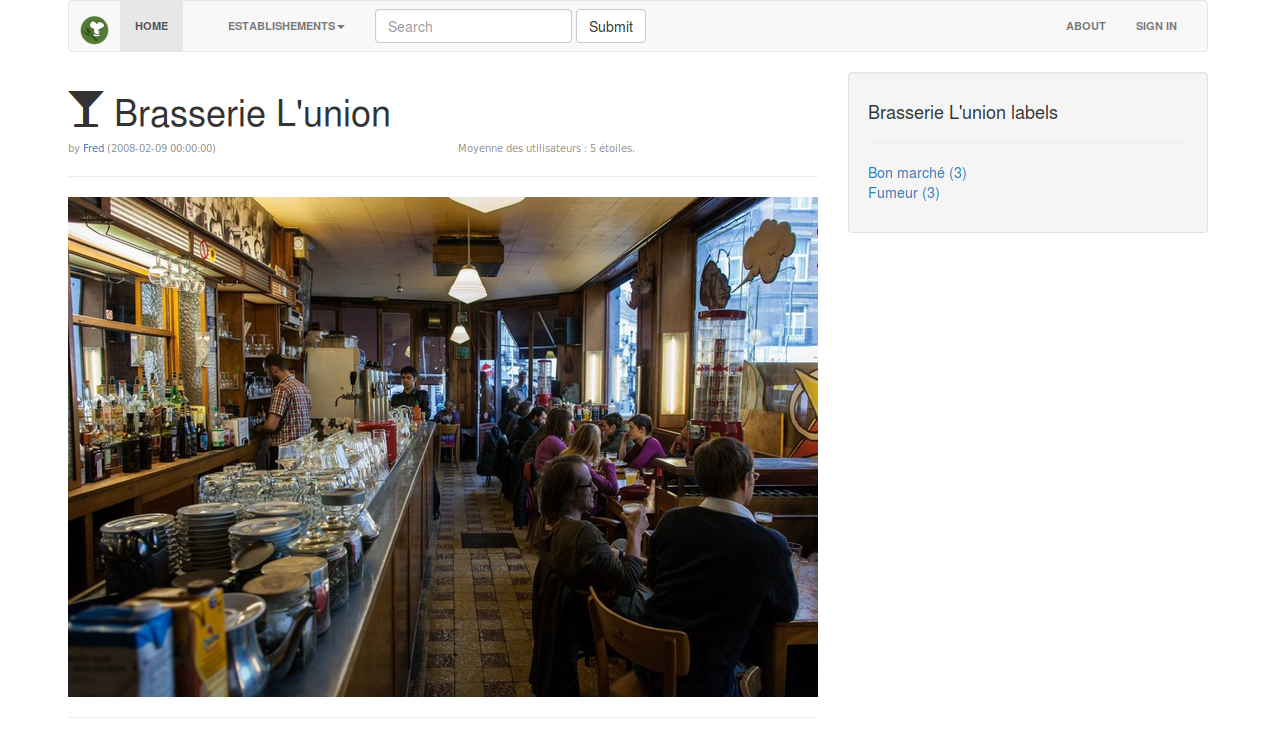 HOME ESTABLISHEMENTS Search Submit ABOUT SIGN IN
Brasserie L'union
by Fred (2008-02-09 00:00:00) Moyenne des utilisateurs : 5 étoiles.
Brasserie L'union labels
Bon marché (3)
Fumeur (3)